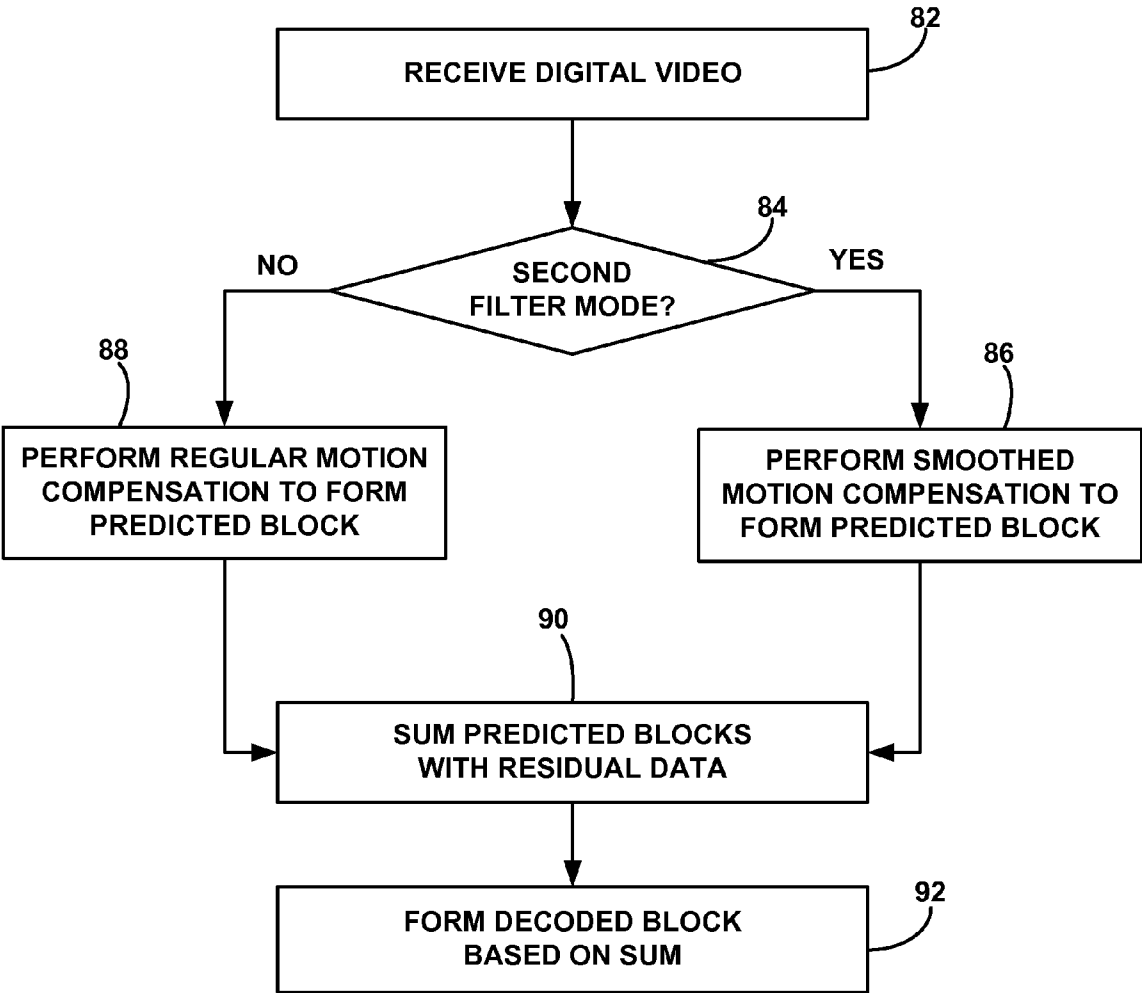 82
RECEIVE DIGITAL VIDEO
84
NO
YES
SECOND
FILTER MODE?
88
86
PERFORM REGULAR MOTION
COMPENSATION TO FORM
PREDICTED BLOCK
PERFORM SMOOTHED
MOTION COMPENSATION TO
FORM PREDICTED BLOCK
90
SUM PREDICTED BLOCKS
WITH RESIDUAL DATA
92
FORM DECODED BLOCK
BASED ON SUM